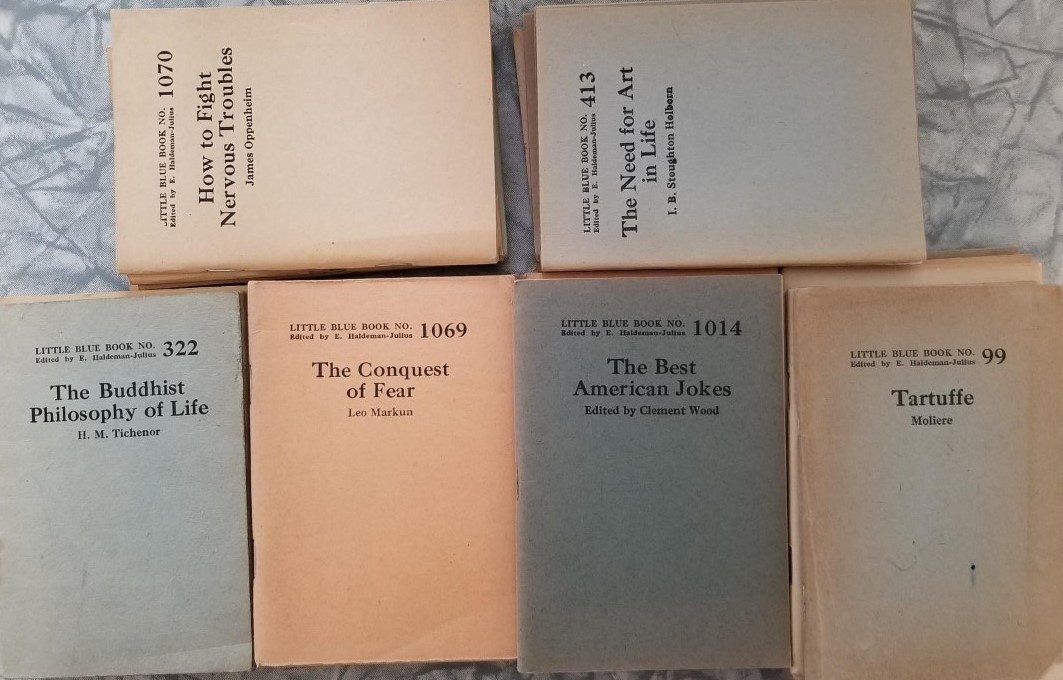 LITTLE BLUE BOOK NO. 1070
Edited by E. Haldeman-Julius
How to Fight
Nervous Troubles
James Oppenheim
LITTLE BLUE BOOK NO. 413
Edited by E. Haldeman-Julius
The Need for Art
in Life
I. B. Stoughton Holborn
LITTLE BLUE BOOK NO. 322
Edited by E. Haldeman-Julius
The Buddhist
Philosophy of Life
H. M. Tichenor
LITTLE BLUE BOOK NO. 1069
Edited by E. Haldeman-Julius
The Conquest
of Fear
Leo Markun
LITTLE BLUE BOOK NO. 1014
Edited by E. Haldeman-Julius
The Best
American Jokes
Edited by Clement Wood
LITTLE BLUE BOOK NO. 99
Edited by E. Haldeman-Julius
Tartuffe
Moliere